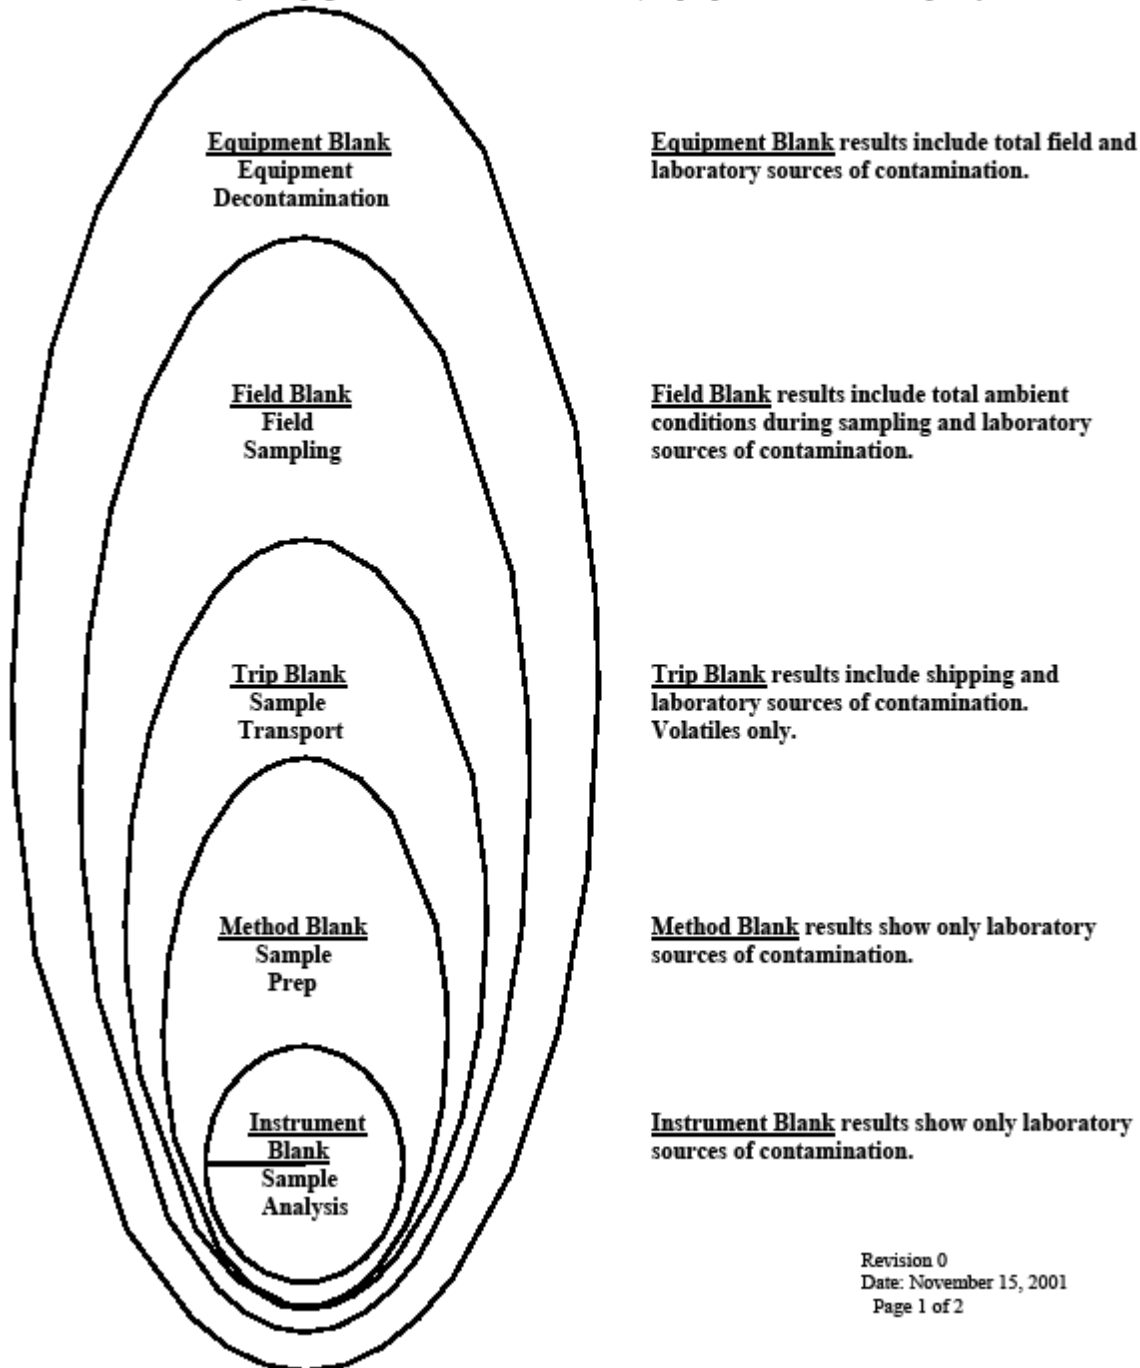 Equipment Blank
Equipment
Decontamination
Equipment Blank results include total field and
laboratory sources of contamination.
Field Blank
Field
Sampling
Field Blank results include total ambient
conditions during sampling and laboratory
sources of contamination.
Trip Blank
Sample
Transport
Trip Blank results include shipping and
laboratory sources of contamination.
Volatiles only.
Method Blank
Sample
Prep
Method Blank results show only laboratory
sources of contamination.
Instrument
Blank
Sample
Analysis
Instrument Blank results show only laboratory
sources of contamination.
Revision 0
Date: November 15, 2001
Page 1 of 2